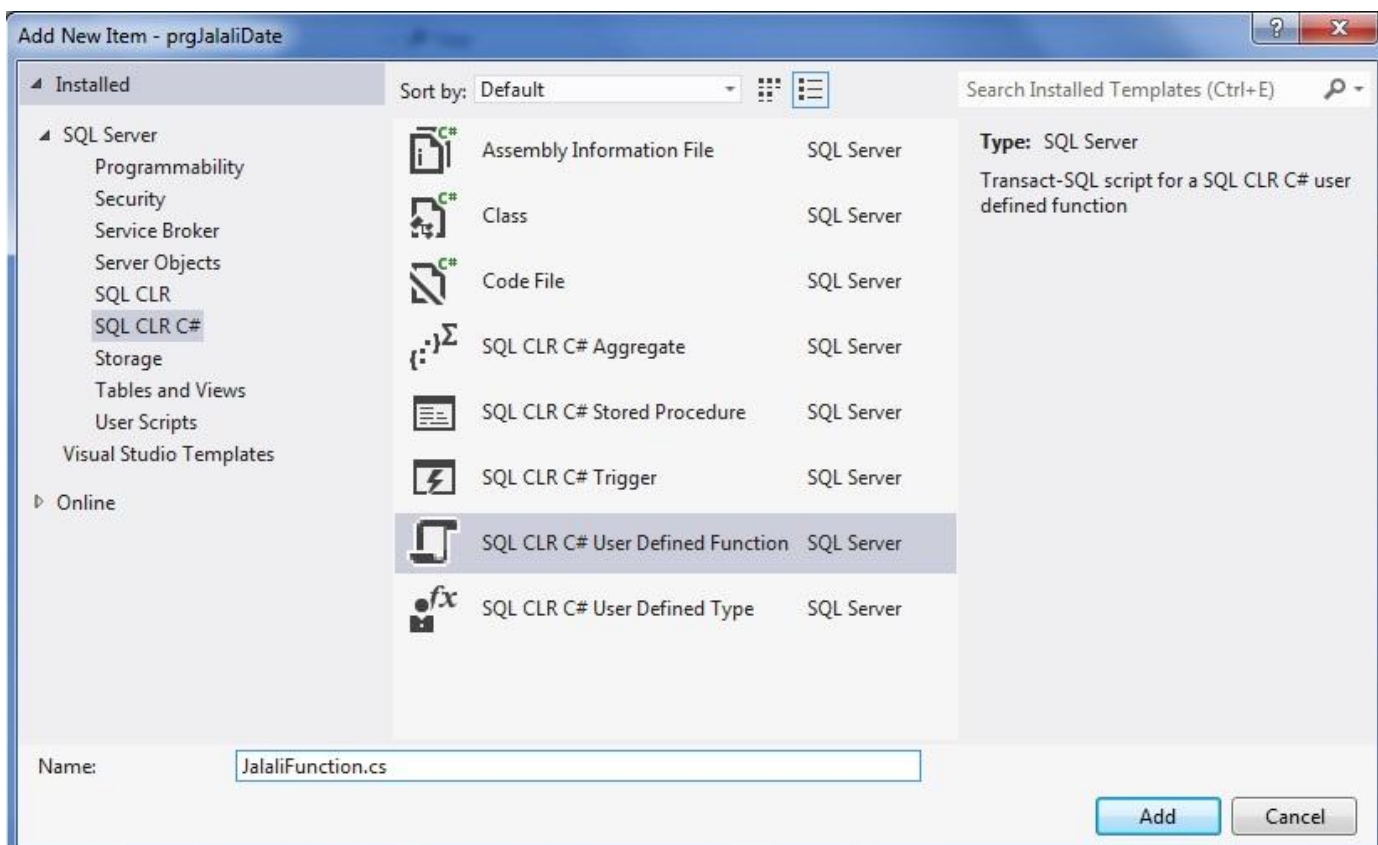 Add New Item - prgJalaliDate
Installed
SQL Server
Programmability
Security
Service Broker
Server Objects
SQL CLR
SQL CLR C#
Storage
Tables and Views
User Scripts
Visual Studio Templates
Online
Sort by: Default
C# Assembly Information File SQL Server
C# Class SQL Server
C# Code File SQL Server
SQL CLR C# Aggregate SQL Server
SQL CLR C# Stored Procedure SQL Server
SQL CLR C# Trigger SQL Server
SQL CLR C# User Defined Function SQL Server
SQL CLR C# User Defined Type SQL Server
Search Installed Templates (Ctrl+E)
Type: SQL Server
Transact-SQL script for a SQL CLR C# user
defined function
Name: JalaliFunction.cs
Add Cancel